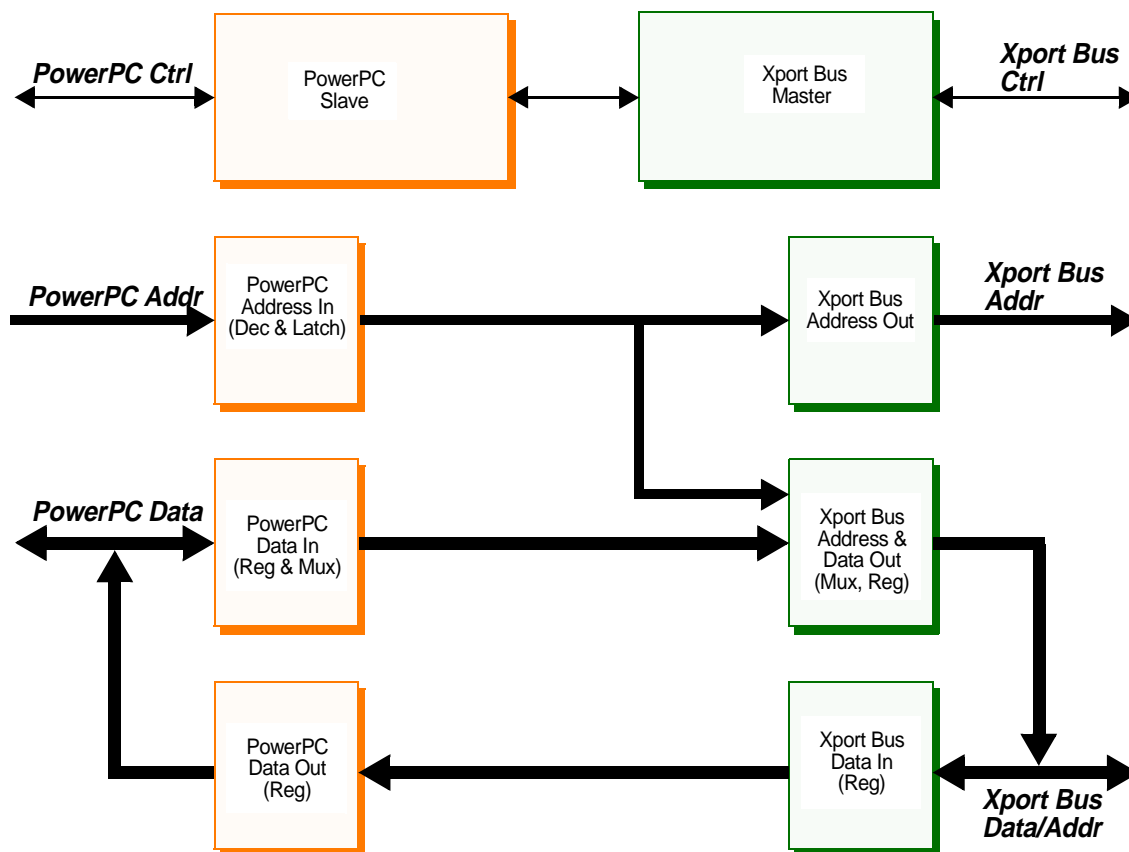 PowerPC Ctrl
PowerPC
Slave
Xport Bus
Master
Xport Bus
Ctrl
PowerPC Addr
PowerPC
Address In
(Dec & Latch)
Xport Bus
Address Out
Xport Bus
Addr
PowerPC Data
PowerPC
Data In
(Reg & Mux)
Xport Bus
Address &
Data Out
(Mux, Reg)
PowerPC
Data Out
(Reg)
Xport Bus
Data In
(Reg)
Xport Bus
Data/Addr